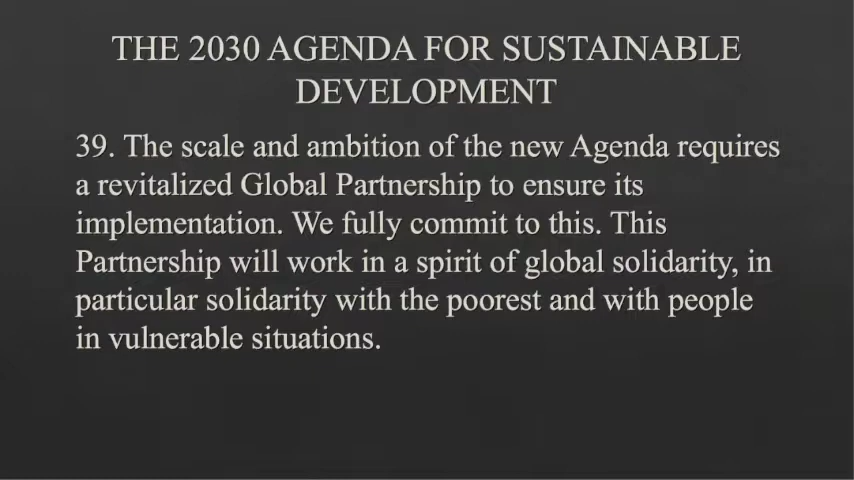 THE 2030 AGENDA FOR SUSTAINABLE
DEVELOPMENT
39. The scale and ambition of the new Agenda requires
a revitalized Global Partnership to ensure its
implementation. We fully commit to this. This
Partnership will work in a spirit of global solidarity, in
particular solidarity with the poorest and with people
in vulnerable situations.